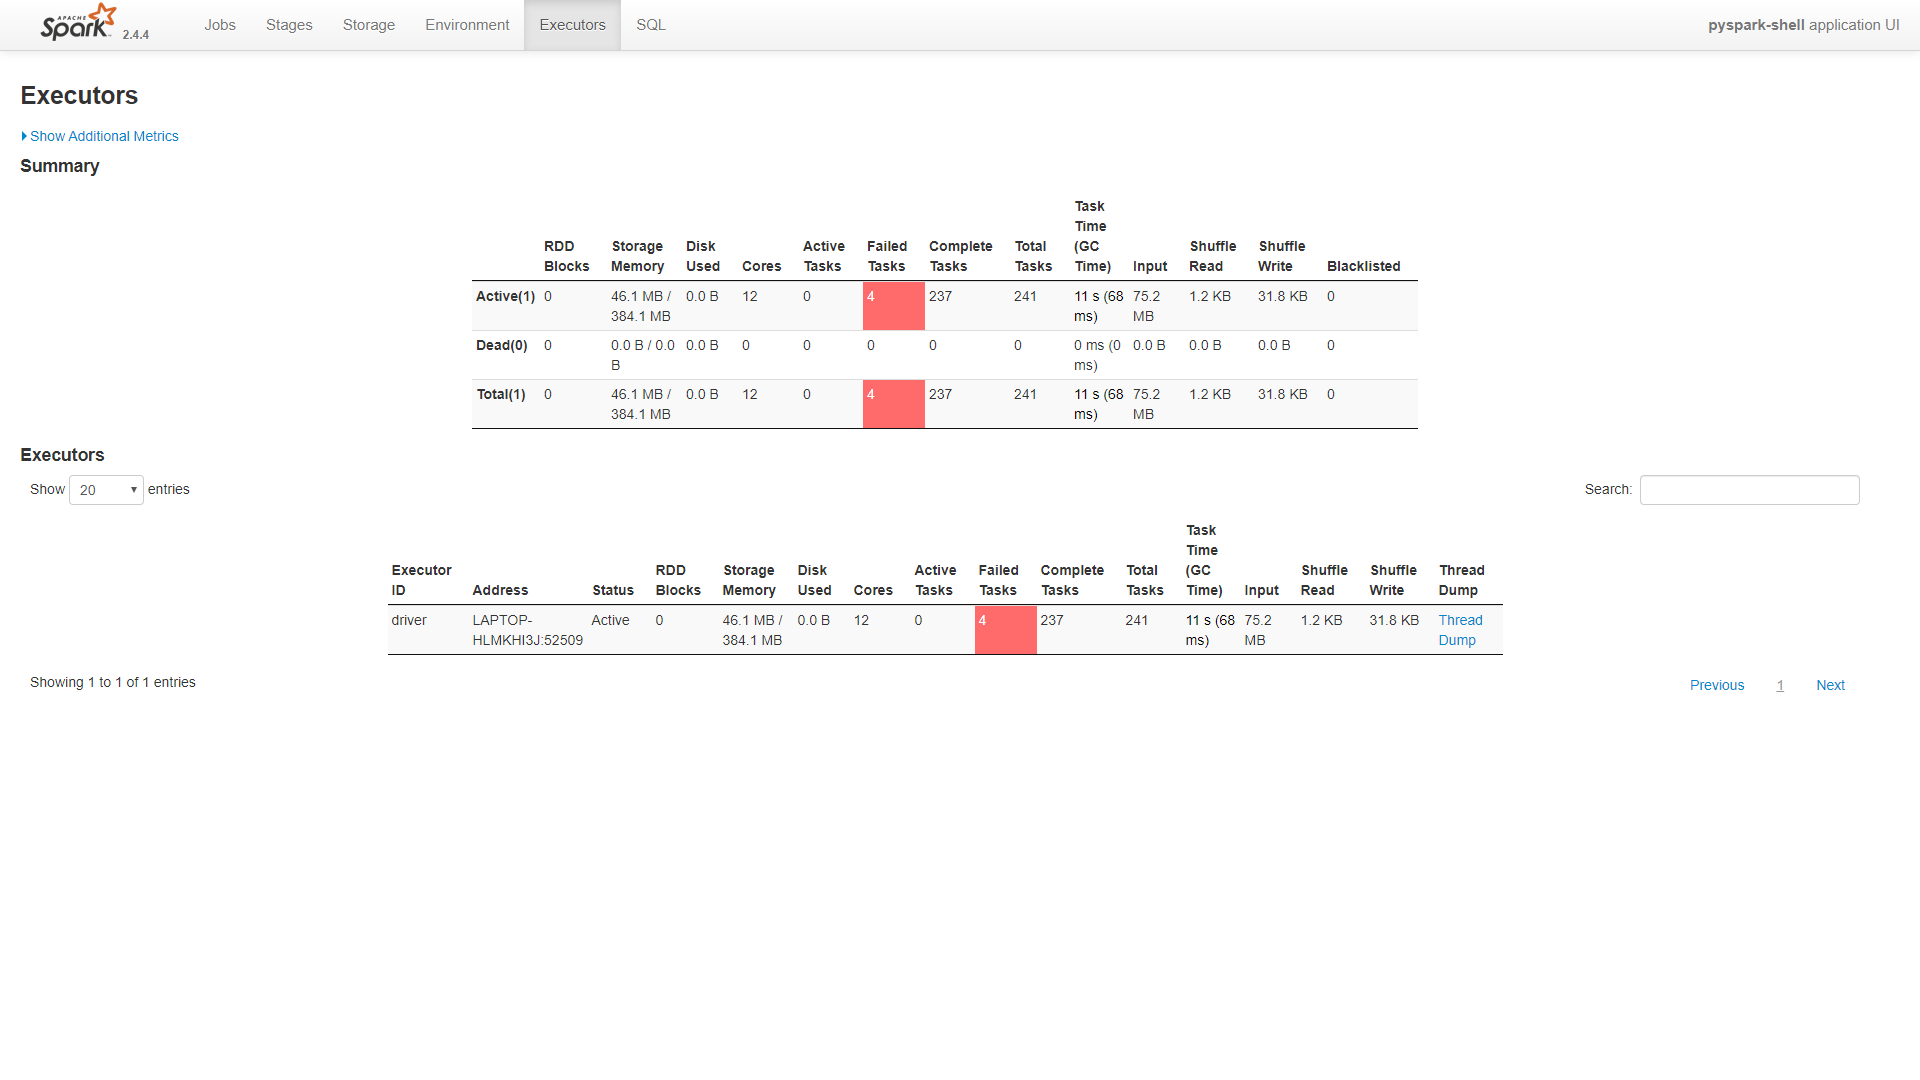 APACHE Spark 2.4.4 Jobs Stages Storage Environment Executors SQL pyspark-shell application UI
Executors
Show Additional Metrics
Summary
RDD Blocks Storage Memory Disk Used Cores Active Tasks Failed Tasks Complete Tasks Total Tasks Task Time (GC Time) Input Shuffle Read Shuffle Write Blacklisted
Active(1) 0 46.1 MB / 384.1 MB 0.0 B 12 0 4 237 241 11 s (68 ms) 75.2 MB 1.2 KB 31.8 KB 0
Dead(0) 0 0.0 B / 0.0 B 0.0 B 0 0 0 0 0 0 ms (0 ms) 0.0 B 0.0 B 0.0 B 0
Total(1) 0 46.1 MB / 384.1 MB 0.0 B 12 0 4 237 241 11 s (68 ms) 75.2 MB 1.2 KB 31.8 KB 0
Executors
Show 20 entries Search:
Executor ID Address Status RDD Blocks Storage Memory Disk Used Cores Active Tasks Failed Tasks Complete Tasks Total Tasks Task Time (GC Time) Input Shuffle Read Shuffle Write Thread Dump
driver LAPTOP-HLMKHI3J:52509 Active 0 46.1 MB / 384.1 MB 0.0 B 12 0 4 237 241 11 s (68 ms) 75.2 MB 1.2 KB 31.8 KB Thread Dump
Showing 1 to 1 of 1 entries Previous 1 Next